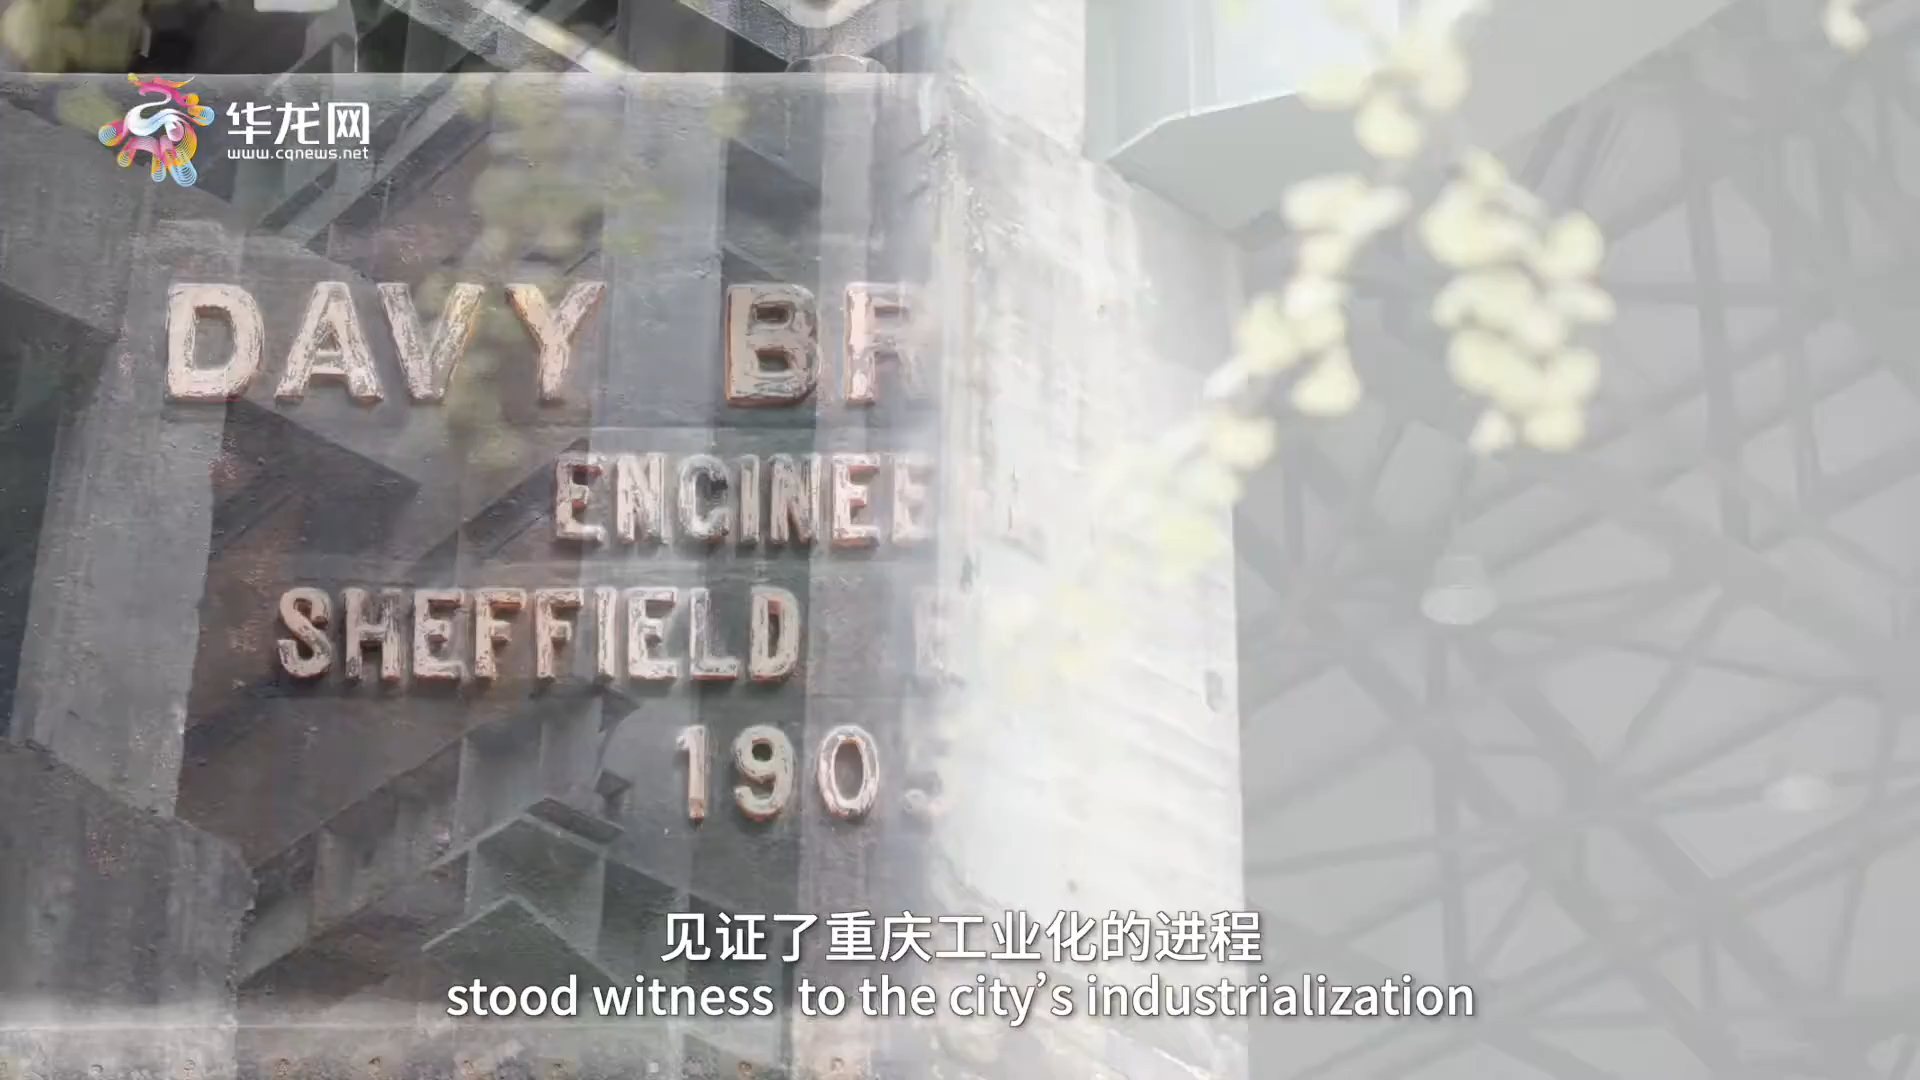 华龙网
www.cqnews.net
DAVY BR
ENGINEE
SHEFFIELD
190
见证了重庆工业化的进程
stood witness to the city’s industrialization